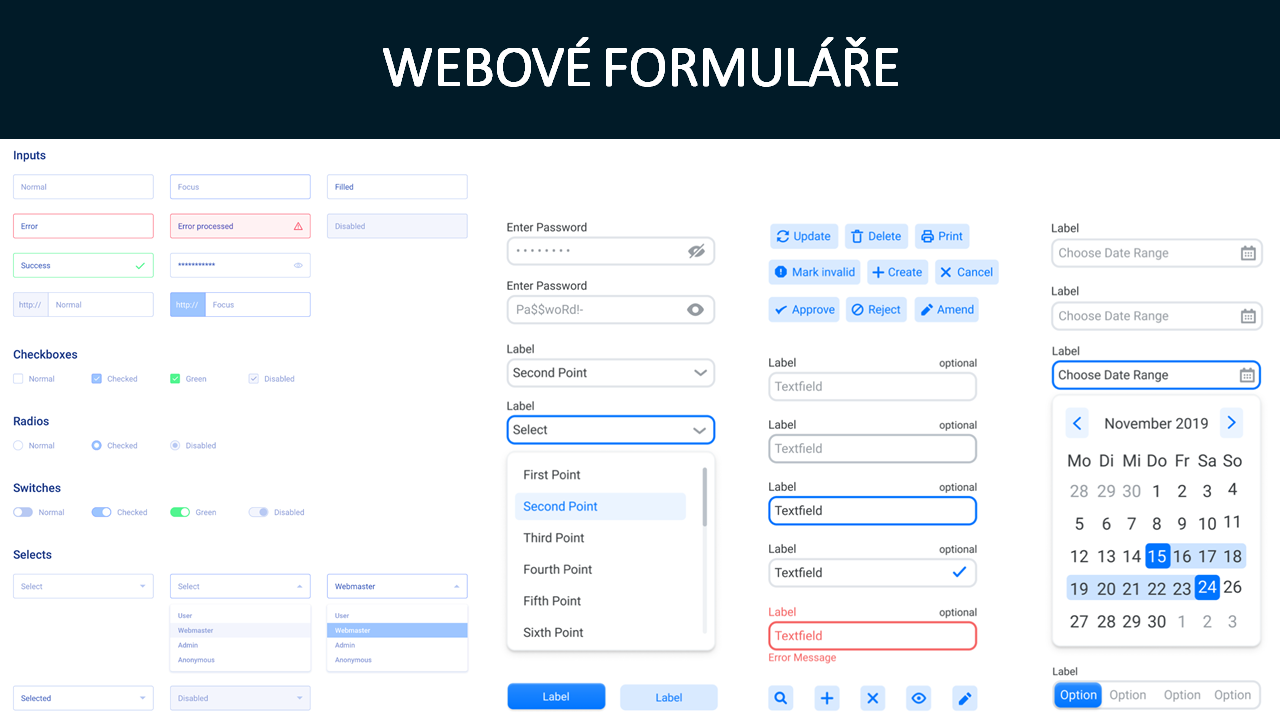 WEBOVÉ FORMULÁŘE
Inputs
Normal
Focus
Filled
Error
Error processed
Disabled
Success
***********
http:// Normal
http:// Focus
Checkboxes
Normal
Checked
Green
Disabled
Radios
Normal
Checked
Disabled
Switches
Normal
Checked
Green
Disabled
Selects
Select
Select
User
Webmaster
Admin
Anonymous
Webmaster
User
Webmaster
Admin
Anonymous
Selected
Disabled
Enter Password
Enter Password
Pa$$woRd!-
Label
Second Point
Label
Select
First Point
Second Point
Third Point
Fourth Point
Fifth Point
Sixth Point
Label
Label
Update
Delete
Print
Mark invalid
Create
Cancel
Approve
Reject
Amend
Label optional
Textfield
Label optional
Textfield
Label optional
Textfield
Label optional
Textfield
Label optional
Textfield
Error Message
Label
Choose Date Range
Label
Choose Date Range
Label
Choose Date Range
November 2019
Mo Di Mi Do Fr Sa So
28 29 30 1 2 3 4
5 6 7 8 9 10 11
12 13 14 15 16 17 18
19 20 21 22 23 24 26
27 28 29 30 1 2 3
Label
Option Option Option Option